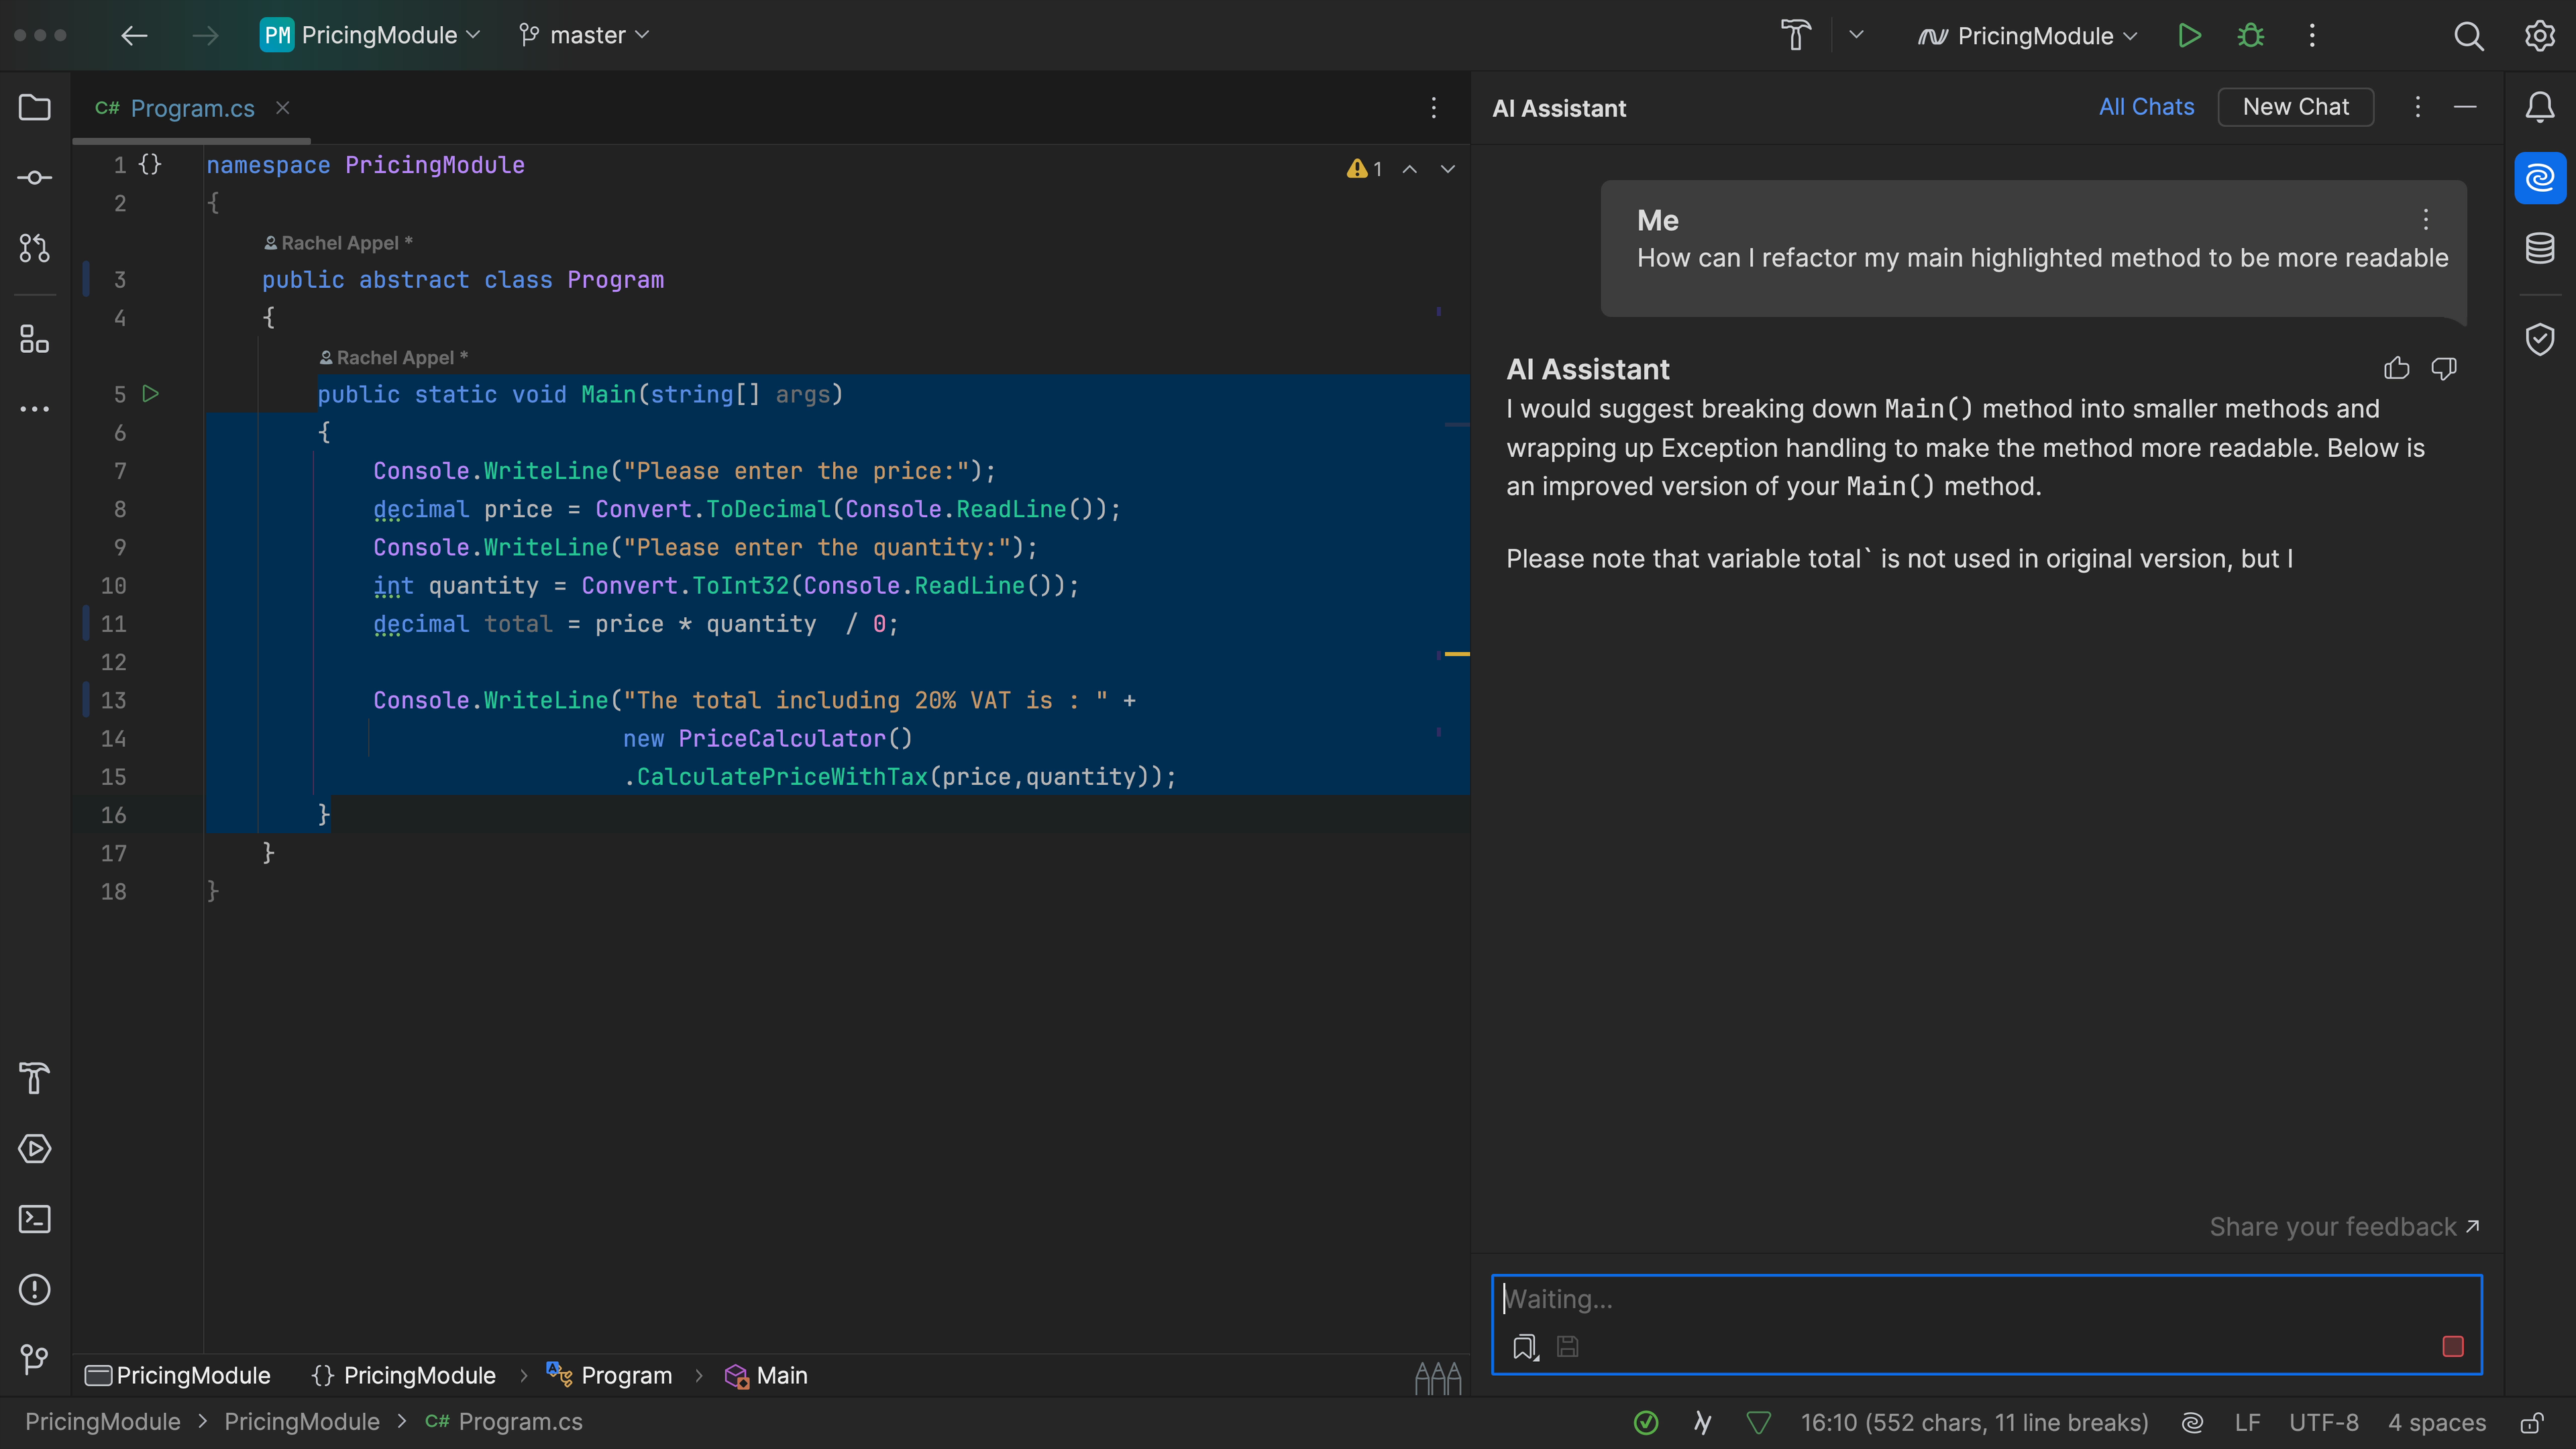 PM PricingModule
master
PricingModule
C# Program.cs
1 {} namespace PricingModule
2 {
Rachel Appel *
3 public abstract class Program
4 {
Rachel Appel *
5 public static void Main(string[] args)
6 {
7 Console.WriteLine("Please enter the price:");
8 decimal price = Convert.ToDecimal(Console.ReadLine());
9 Console.WriteLine("Please enter the quantity:");
10 int quantity = Convert.ToInt32(Console.ReadLine());
11 decimal total = price * quantity  / 0;
12
13 Console.WriteLine("The total including 20% VAT is : " +
14 new PriceCalculator()
15 .CalculatePriceWithTax(price,quantity));
16 }
17 }
18 }
1
AI Assistant
All Chats
New Chat
Me
How can I refactor my main highlighted method to be more readable
AI Assistant
I would suggest breaking down Main() method into smaller methods and
wrapping up Exception handling to make the method more readable. Below is
an improved version of your Main() method.
Please note that variable total` is not used in original version, but I
Share your feedback ↗
Waiting...
PricingModule {} PricingModule > Program > Main
PricingModule > PricingModule > C# Program.cs
16:10 (552 chars, 11 line breaks) LF UTF-8 4 spaces